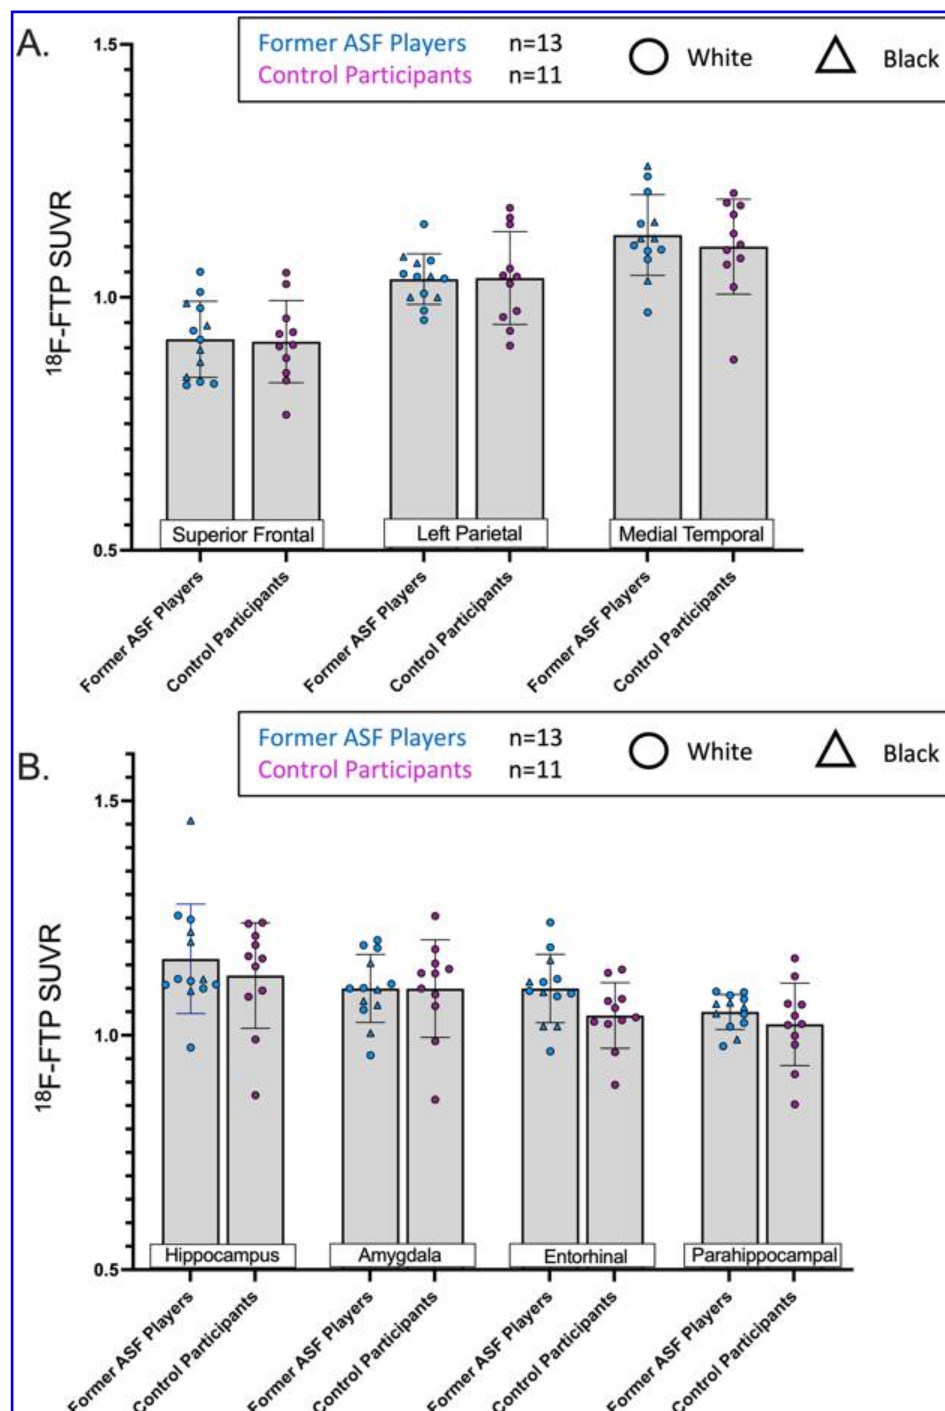 A.
Former ASF Players n=13 White Black
Control Participants n=11
1.5
1.0
0.5
18F-FTP SUVR
Superior Frontal Left Parietal Medial Temporal
Former ASF Players Control Participants Former ASF Players Control Participants Former ASF Players Control Participants
B.
Former ASF Players n=13 White Black
Control Participants n=11
1.5
1.0
0.5
18F-FTP SUVR
Hippocampus Amygdala Entorhinal Parahippocampal
Former ASF Players Control Participants Former ASF Players Control Participants Former ASF Players Control Participants Former ASF Players Control Participants